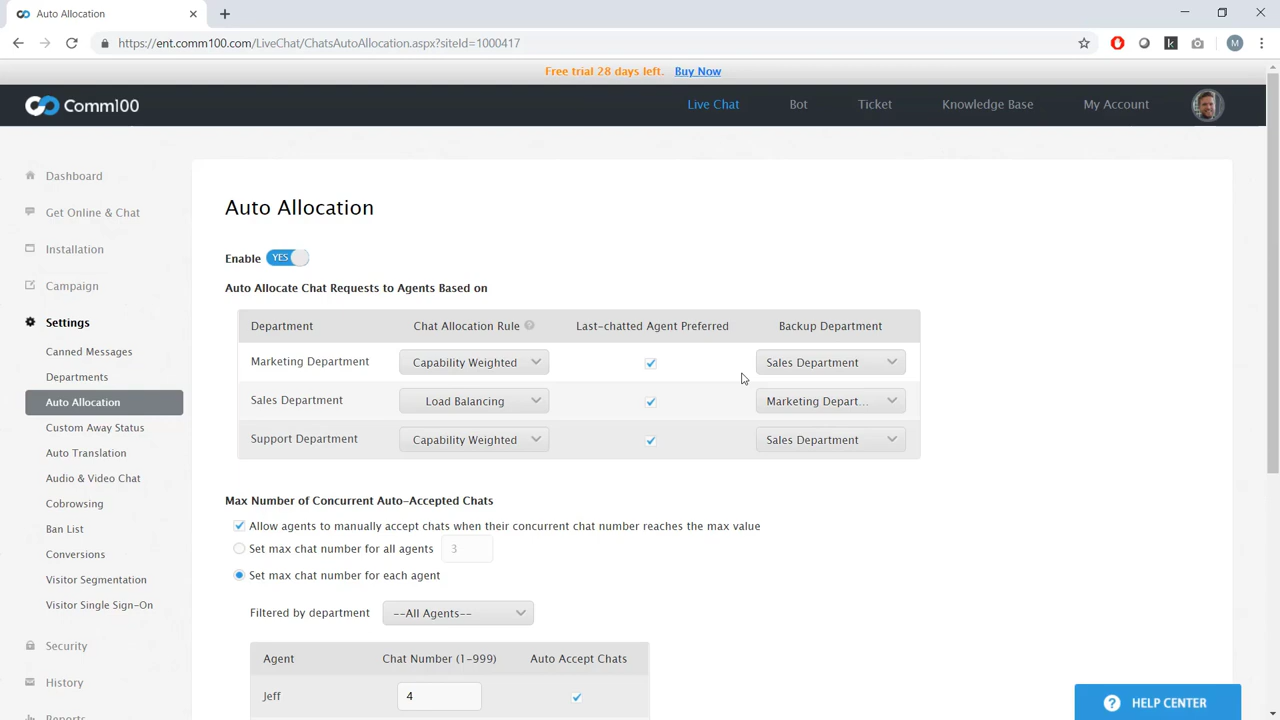 Auto Allocation
https://ent.comm100.com/LiveChat/ChatsAutoAllocation.aspx?siteId=1000417
k
M
Free trial 28 days left. Buy Now
Comm100
Live Chat
Bot
Ticket
Knowledge Base
My Account
Dashboard
Get Online & Chat
Installation
Campaign
Settings
Canned Messages
Departments
Auto Allocation
Custom Away Status
Auto Translation
Audio & Video Chat
Cobrowsing
Ban List
Conversions
Visitor Segmentation
Visitor Single Sign-On
Security
History
Reports
Auto Allocation
Enable YES
Auto Allocate Chat Requests to Agents Based on
Department Chat Allocation Rule ? Last-chatted Agent Preferred Backup Department
Marketing Department Capability Weighted Sales Department
Sales Department Load Balancing Marketing Depart...
Support Department Capability Weighted Sales Department
Max Number of Concurrent Auto-Accepted Chats
Allow agents to manually accept chats when their concurrent chat number reaches the max value
Set max chat number for all agents 3
Set max chat number for each agent
Filtered by department --All Agents--
Agent Chat Number (1-999) Auto Accept Chats
Jeff 4
? HELP CENTER